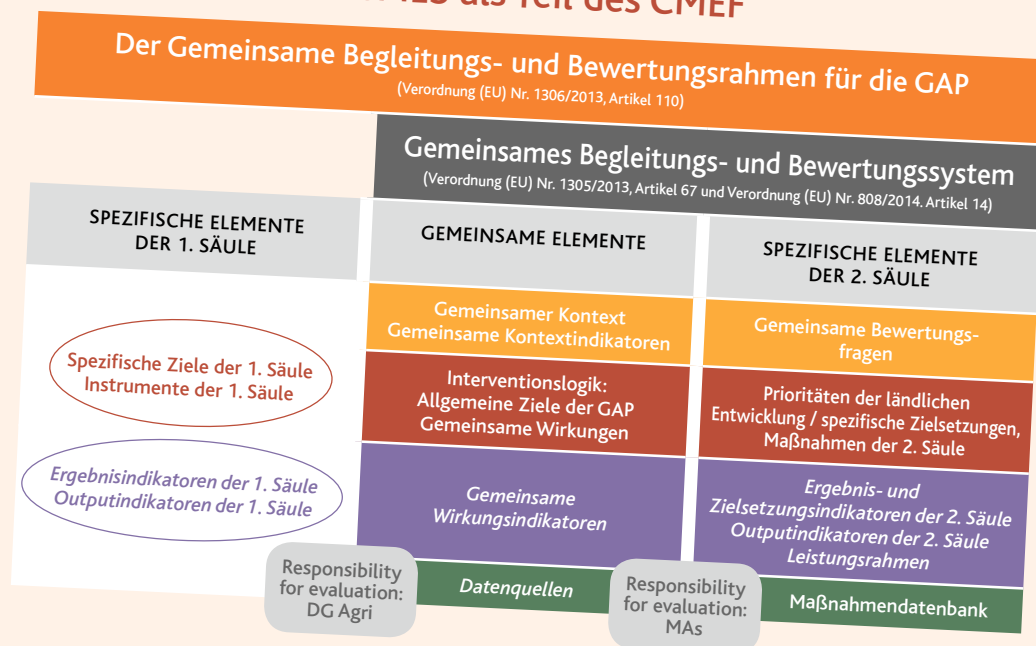 als Teil des CMEF
Der Gemeinsame Begleitungs- und Bewertungsrahmen für die GAP
(Verordnung (EU) Nr. 1306/2013, Artikel 110)
Gemeinsames Begleitungs- und Bewertungssystem
(Verordnung (EU) Nr. 1305/2013, Artikel 67 und Verordnung (EU) Nr. 808/2014. Artikel 14)
SPEZIFISCHE ELEMENTE
DER 1. SÄULE
GEMEINSAME ELEMENTE
SPEZIFISCHE ELEMENTE
DER 2. SÄULE
Gemeinsamer Kontext
Gemeinsame Kontextindikatoren
Gemeinsame Bewertungs-
fragen
Spezifische Ziele der 1. Säule
Instrumente der 1. Säule
Interventionslogik:
Allgemeine Ziele der GAP
Gemeinsame Wirkungen
Prioritäten der ländlichen
Entwicklung / spezifische Zielsetzungen,
Maßnahmen der 2. Säule
Ergebnisindikatoren der 1. Säule
Outputindikatoren der 1. Säule
Gemeinsame
Wirkungsindikatoren
Ergebnis- und
Zielsetzungsindikatoren der 2. Säule
Outputindikatoren der 2. Säule
Leistungsrahmen
Responsibility
for evaluation:
DG Agri
Datenquellen
Responsibility
for evaluation:
MAs
Maßnahmendatenbank